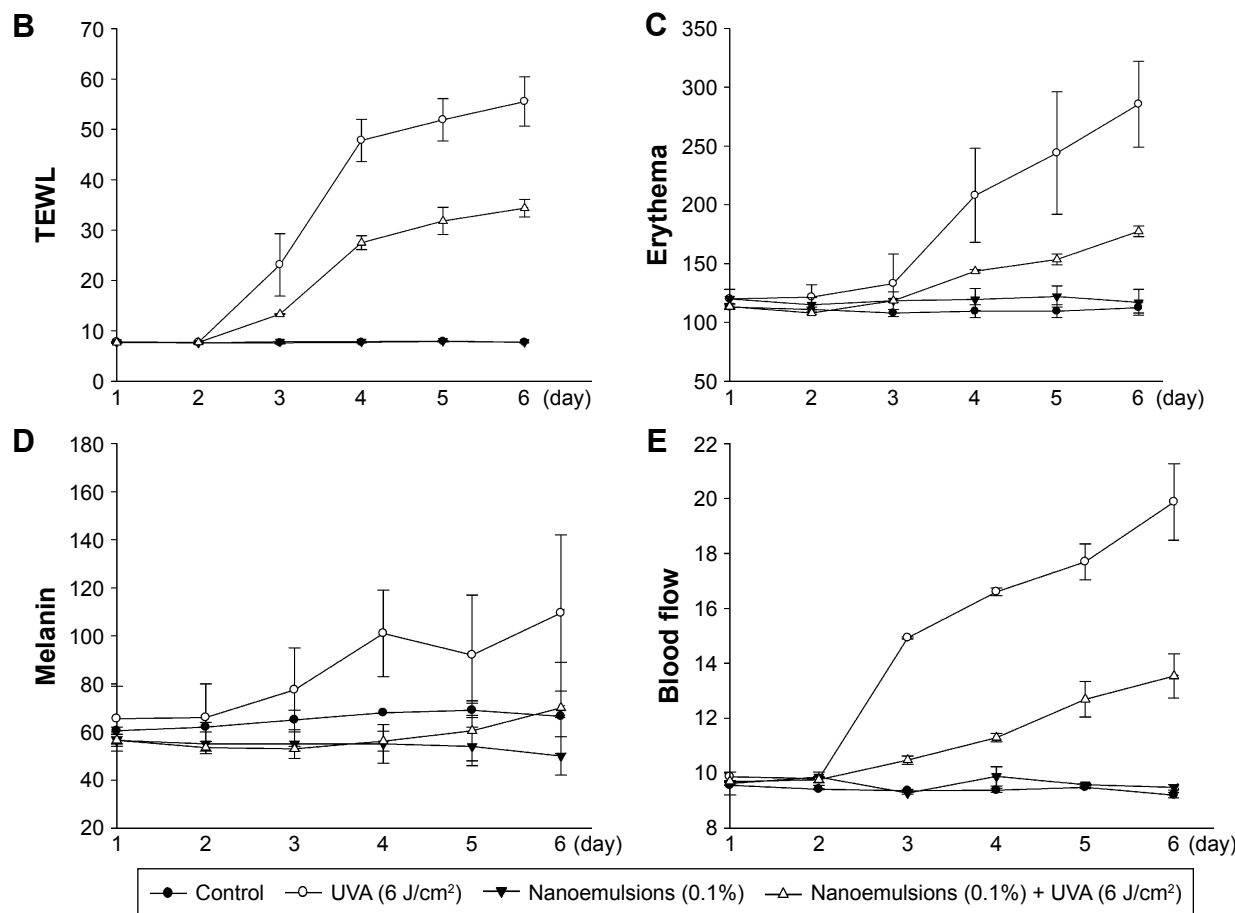 B
TEWL
70
60
50
40
30
20
10
0
1 2 3 4 5 6 (day)
C
Erythema
350
300
250
200
150
100
50
1 2 3 4 5 6 (day)
D
Melanin
180
160
140
120
100
80
60
40
20
1 2 3 4 5 6 (day)
E
Blood flow
22
20
18
16
14
12
10
8
1 2 3 4 5 6 (day)
Control UVA (6 J/cm²) Nanoemulsions (0.1%) Nanoemulsions (0.1%) + UVA (6 J/cm²)